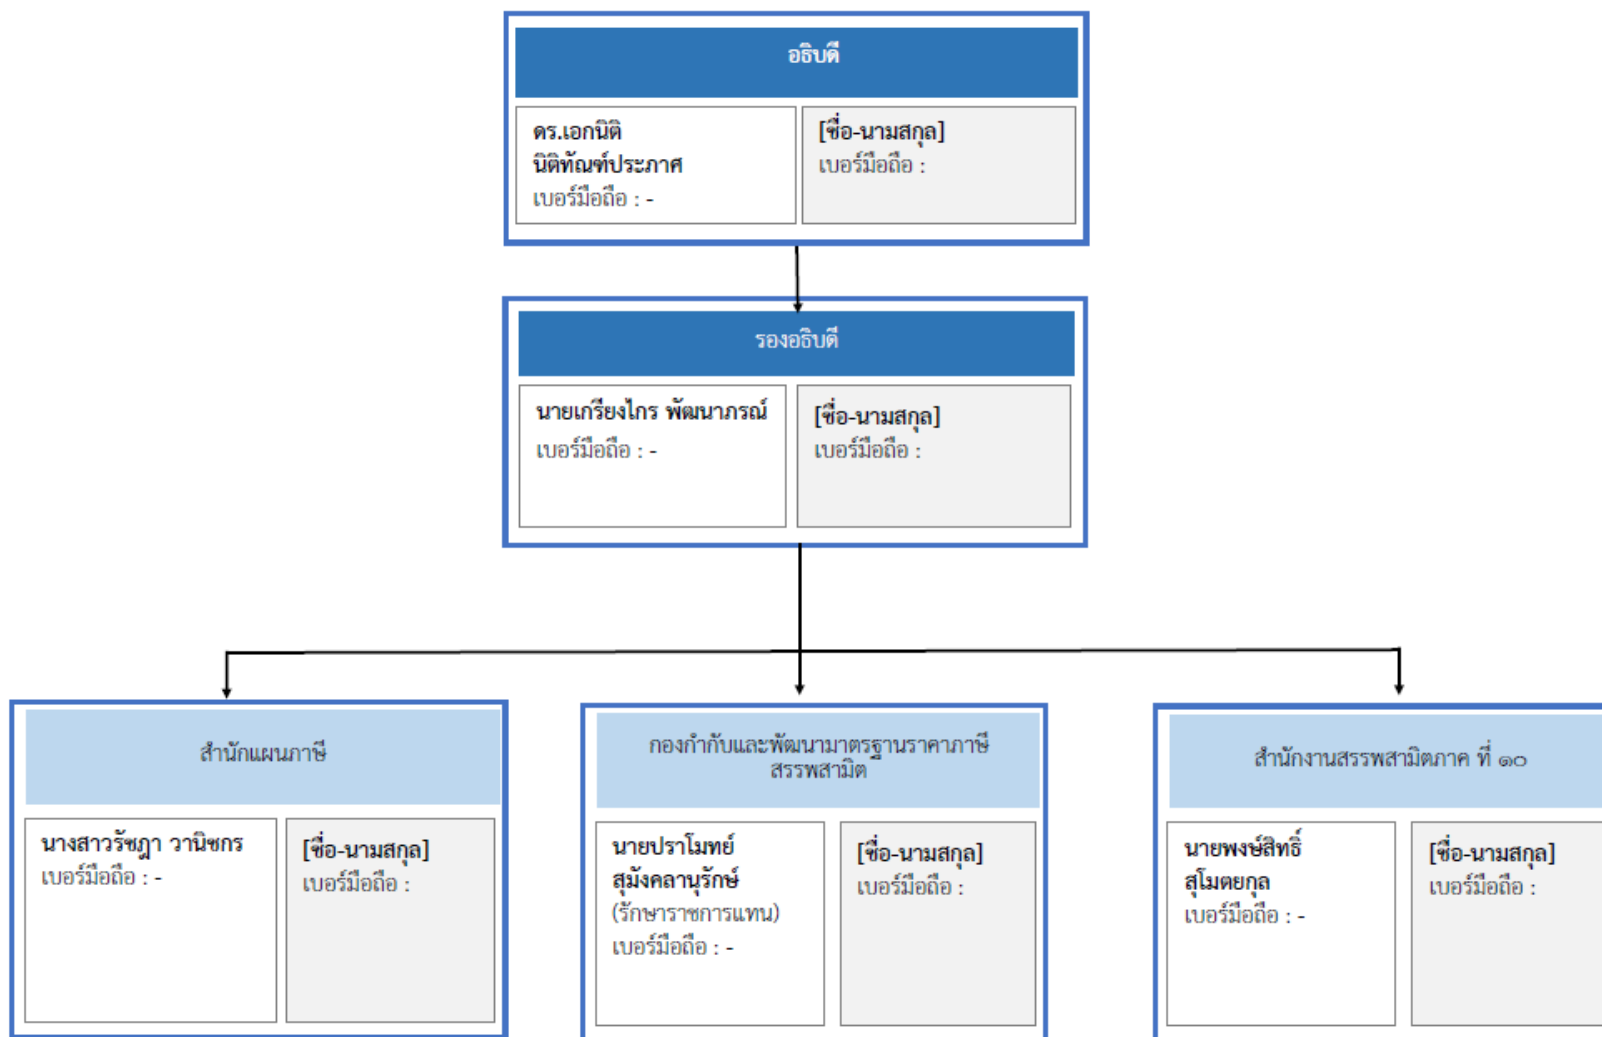 อธิบดี
ดร.เอกนิติ
นิติทัณฑ์ประภาศ
เบอร์มือถือ : -
[ชื่อ-นามสกุล]
เบอร์มือถือ :
รองอธิบดี
นายเกรียงไกร พัฒนาภรณ์
เบอร์มือถือ : -
[ชื่อ-นามสกุล]
เบอร์มือถือ :
สำนักแผนภาษี
นางสาวรัชฎา วานิชกร
เบอร์มือถือ : -
[ชื่อ-นามสกุล]
เบอร์มือถือ :
กองกำกับและพัฒนามาตรฐานราคาภาษี
สรรพสามิต
นายปราโมทย์
สุมังคลานุรักษ์
(รักษาราชการแทน)
เบอร์มือถือ : -
[ชื่อ-นามสกุล]
เบอร์มือถือ :
สำนักงานสรรพสามิตภาค ที่ ๑๐
นายพงษ์สิทธิ์
สุโมตยกุล
เบอร์มือถือ : -
[ชื่อ-นามสกุล]
เบอร์มือถือ :